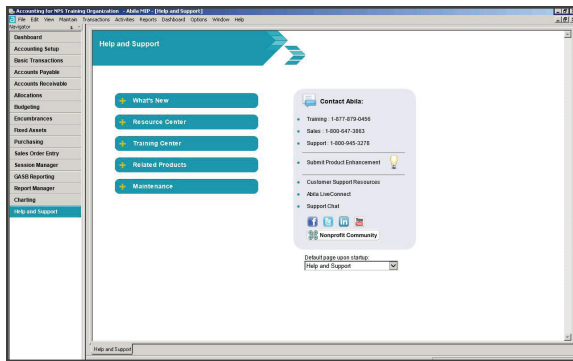 Accounting for NPS Training Organization - Abila MIP - [Help and Support]
File Edit View Maintain Transactions Activities Reports Dashboard Options Window Help
Navigator
Dashboard
Accounting Setup
Basic Transactions
Accounts Payable
Accounts Receivable
Allocations
Budgeting
Encumbrances
Fixed Assets
Purchasing
Sales Order Entry
Session Manager
GASB Reporting
Report Manager
Charting
Help and Support
Help and Support
What's New
Resource Center
Training Center
Related Products
Maintenance
Contact Abila:
Training : 1-877-879-0456
Sales : 1-800-647-3863
Support : 1-800-945-3278
Submit Product Enhancement
Customer Support Resources
Abila LiveConnect
Support Chat
Nonprofit Community
Default page upon startup:
Help and Support
Help and Support